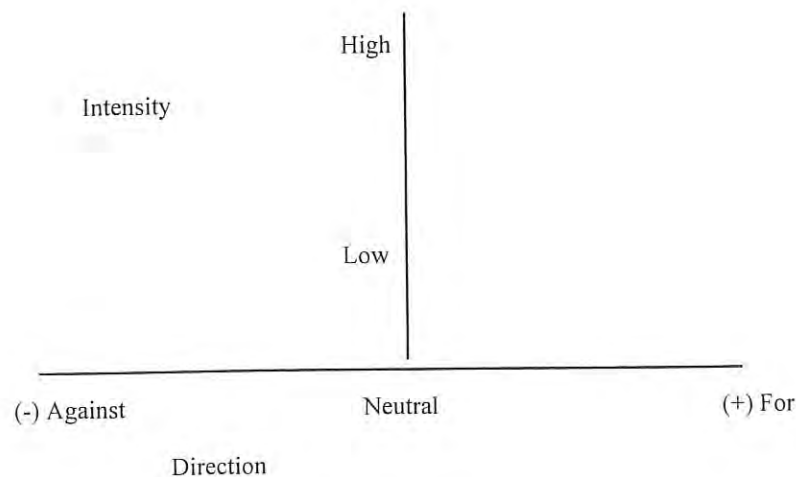 High
Intensity
Low
(-) Against Neutral (+) For
Direction